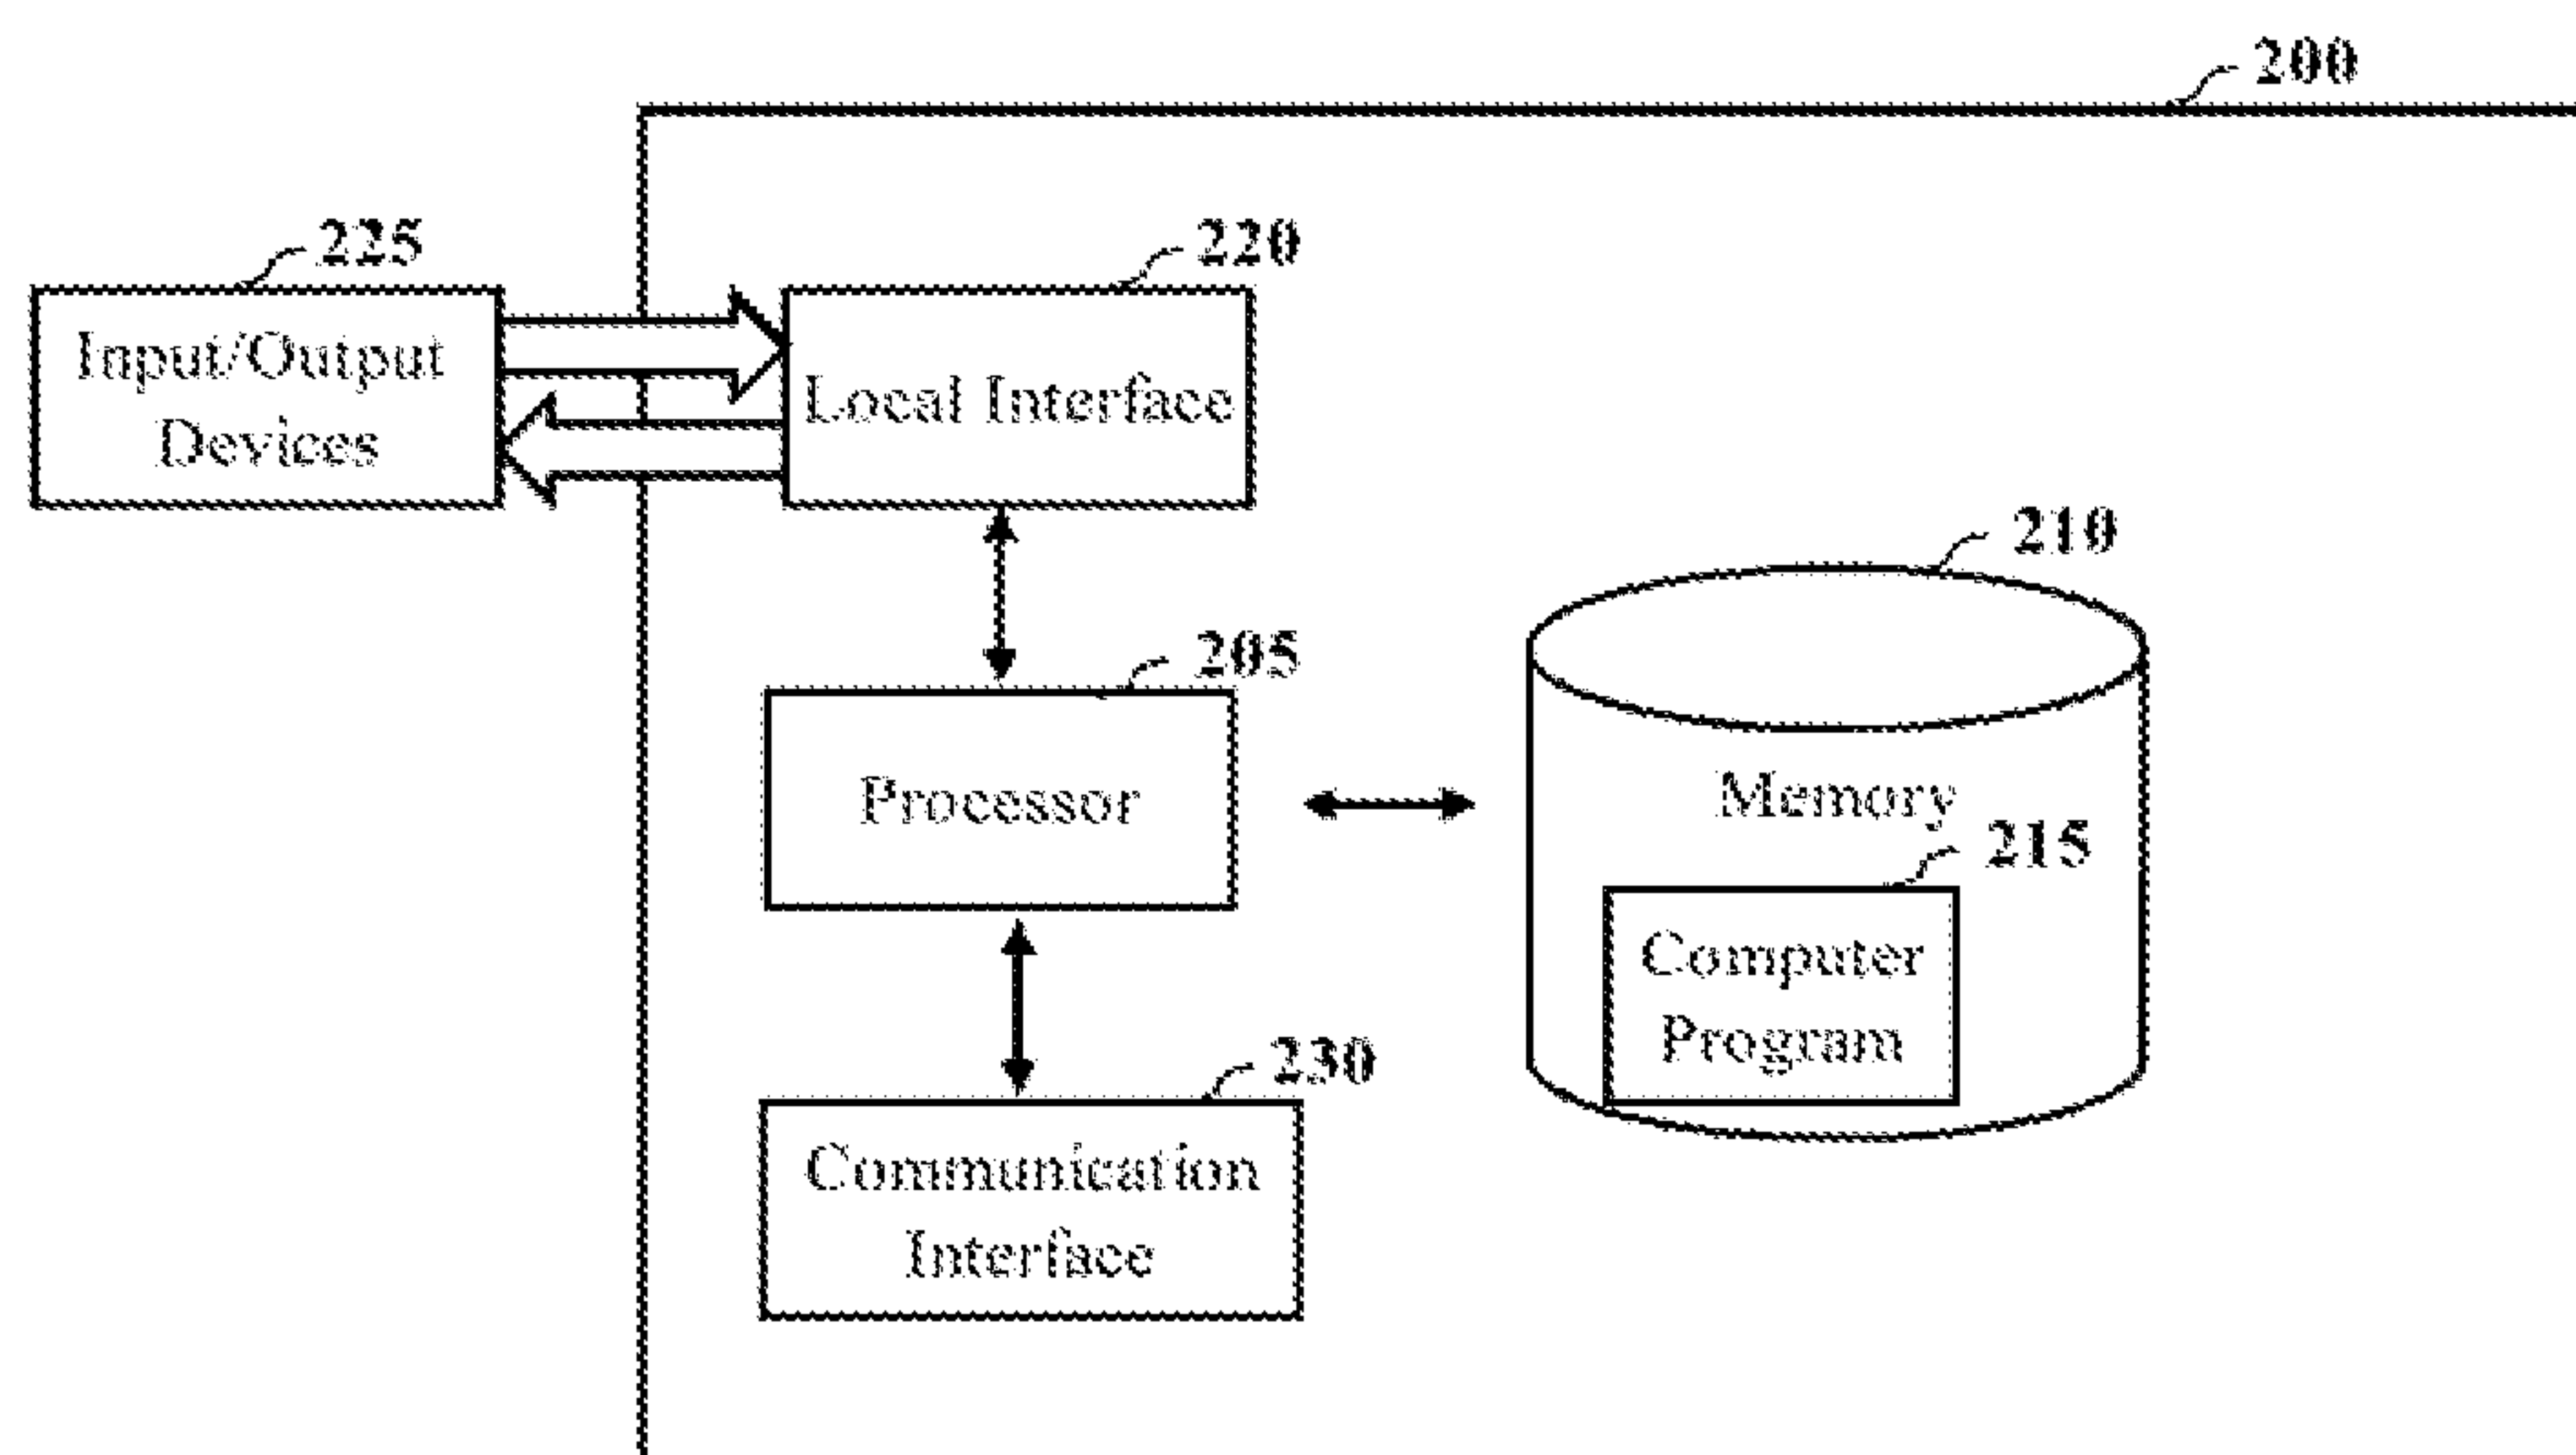 200
225
220
Input/Output
Devices
Local Interface
210
205
Processor
Memory
215
Computer
Program
230
Communication
Interface